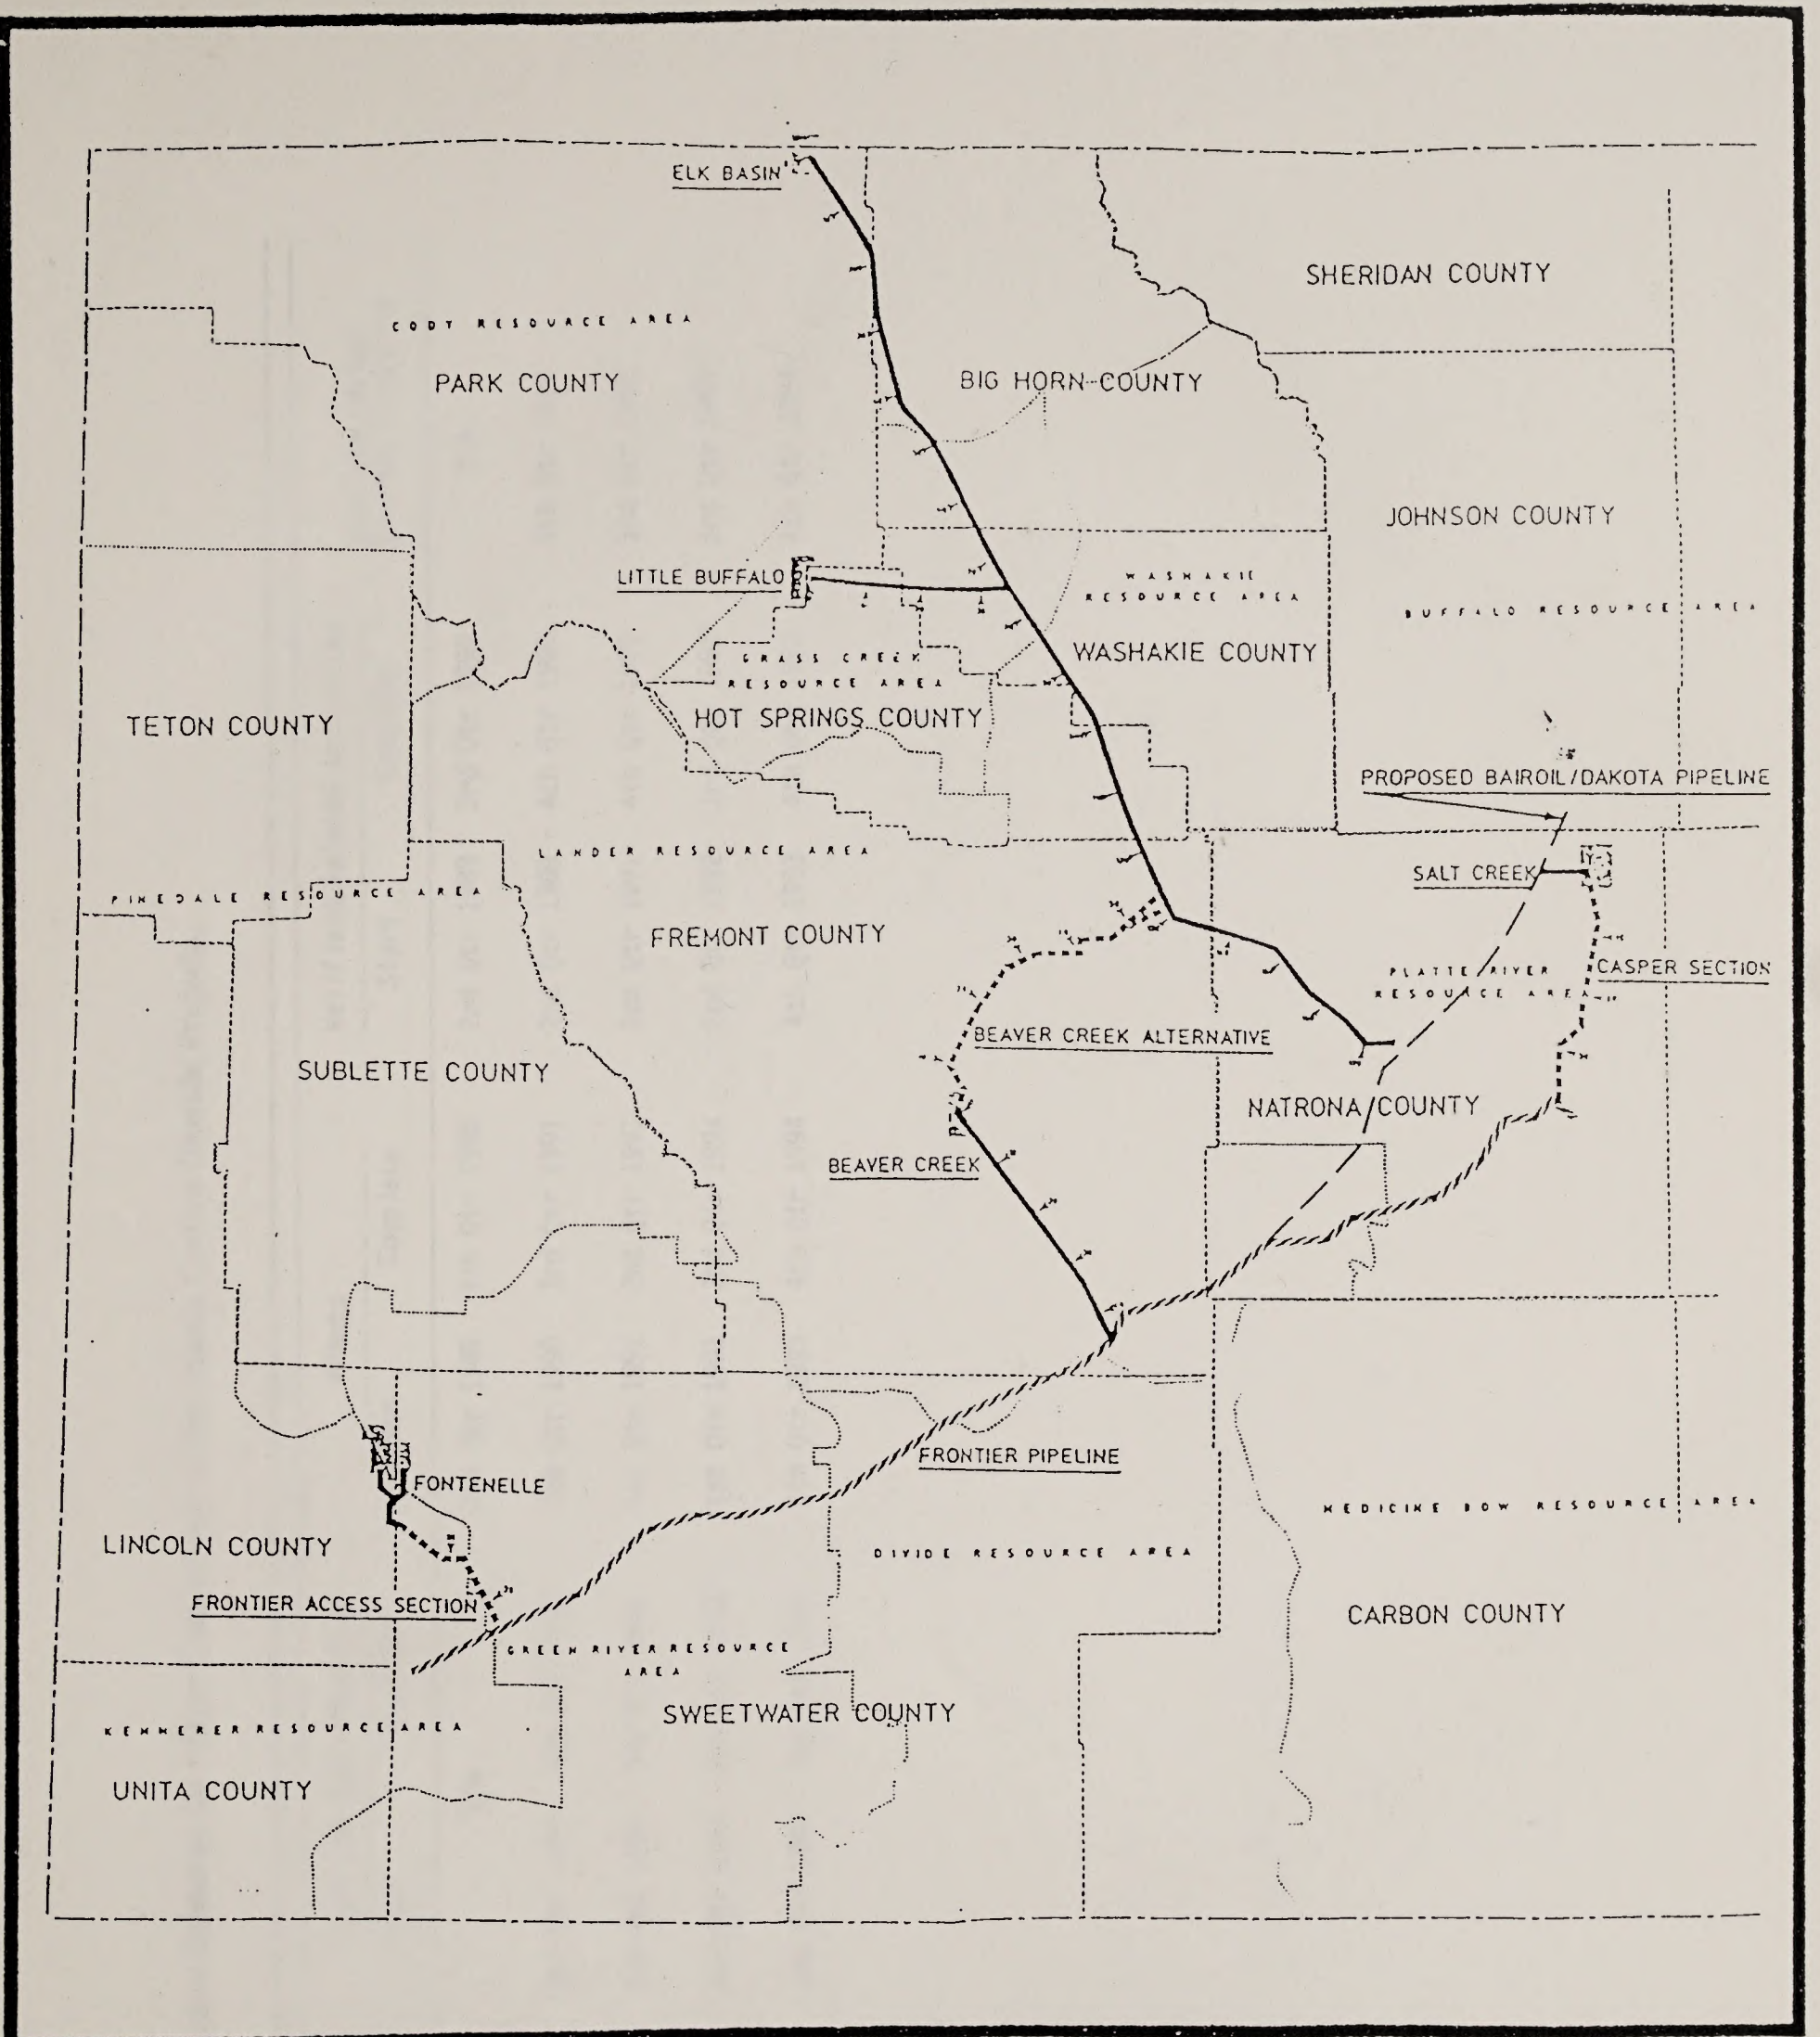 ELK BASIN
SHERIDAN COUNTY
CODY RESOURCE AREA
PARK COUNTY
BIG HORN COUNTY
JOHNSON COUNTY
LITTLE BUFFALO
WASHAKIE
RESOURCE AREA
BUFFALO RESOURCE AREA
WASHAKIE COUNTY
GRASS CREEK
RESOURCE AREA
HOT SPRINGS COUNTY
TETON COUNTY
PROPOSED BAIROIL/DAKOTA PIPELINE
LANDER RESOURCE AREA
SALT CREEK
PINEDALE RESOURCE AREA
FREMONT COUNTY
PLATTE RIVER
RESOURCE AREA
CASPER SECTION
BEAVER CREEK ALTERNATIVE
SUBLETTE COUNTY
NATRONA COUNTY
BEAVER CREEK
FRONTIER PIPELINE
FONTENELLE
MEDICINE BOW RESOURCE AREA
LINCOLN COUNTY
DIVIDE RESOURCE AREA
FRONTIER ACCESS SECTION
CARBON COUNTY
GREEN RIVER RESOURCE
AREA
SWEETWATER COUNTY
KEMMERER RESOURCE AREA
UNITA COUNTY